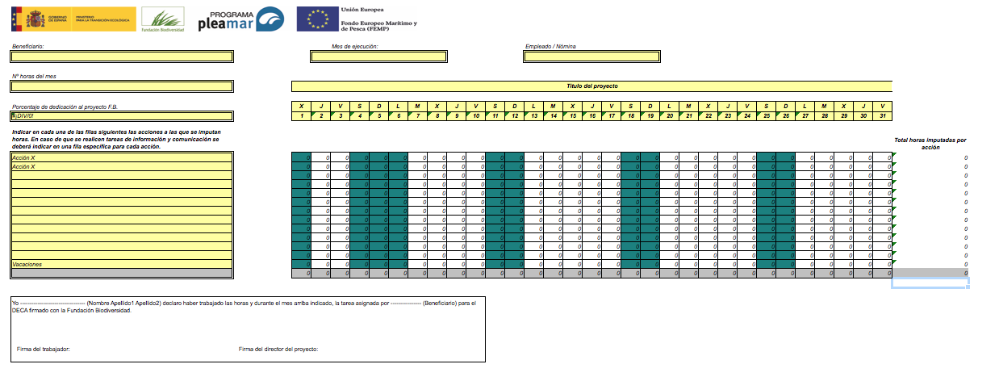 GOBIERNO DE ESPAÑA
MINISTERIO PARA LA TRANSICIÓN ECOLÓGICA
Fundación Biodiversidad
PROGRAMA
pleamar
Unión Europea
Fondo Europeo Marítimo y
de Pesca (FEMP)
Beneficiario: Mes de ejecución: Empleado / Nómina
Nº horas del mes
Título del proyecto
Porcentaje de dedicación al proyecto F.B.
X J V S D L M X J V S D L M X J V S D L M X J V S D L M X J V
#¡DIV/0! 1 2 3 4 5 6 7 8 9 10 11 12 13 14 15 16 17 18 19 20 21 22 23 24 25 26 27 28 29 30 31
Indicar en cada una de las filas siguientes las acciones a las que se imputan
horas. En caso de que se realicen tareas de información y comunicación se
deberá indicar en una fila específica para cada acción.
Total horas imputadas por
acción
Acción X 0 0 0 0 0 0 0 0 0 0 0 0 0 0 0 0 0 0 0 0 0 0 0 0 0 0 0 0 0 0 0 0
Acción X 0 0 0 0 0 0 0 0 0 0 0 0 0 0 0 0 0 0 0 0 0 0 0 0 0 0 0 0 0 0 0 0
0 0 0 0 0 0 0 0 0 0 0 0 0 0 0 0 0 0 0 0 0 0 0 0 0 0 0 0 0 0 0 0
0 0 0 0 0 0 0 0 0 0 0 0 0 0 0 0 0 0 0 0 0 0 0 0 0 0 0 0 0 0 0 0
0 0 0 0 0 0 0 0 0 0 0 0 0 0 0 0 0 0 0 0 0 0 0 0 0 0 0 0 0 0 0 0
0 0 0 0 0 0 0 0 0 0 0 0 0 0 0 0 0 0 0 0 0 0 0 0 0 0 0 0 0 0 0 0
0 0 0 0 0 0 0 0 0 0 0 0 0 0 0 0 0 0 0 0 0 0 0 0 0 0 0 0 0 0 0 0
0 0 0 0 0 0 0 0 0 0 0 0 0 0 0 0 0 0 0 0 0 0 0 0 0 0 0 0 0 0 0 0
0 0 0 0 0 0 0 0 0 0 0 0 0 0 0 0 0 0 0 0 0 0 0 0 0 0 0 0 0 0 0 0
0 0 0 0 0 0 0 0 0 0 0 0 0 0 0 0 0 0 0 0 0 0 0 0 0 0 0 0 0 0 0 0
0 0 0 0 0 0 0 0 0 0 0 0 0 0 0 0 0 0 0 0 0 0 0 0 0 0 0 0 0 0 0 0
0 0 0 0 0 0 0 0 0 0 0 0 0 0 0 0 0 0 0 0 0 0 0 0 0 0 0 0 0 0 0 0
Vacaciones 0 0 0 0 0 0 0 0 0 0 0 0 0 0 0 0 0 0 0 0 0 0 0 0 0 0 0 0 0 0 0 0
0 0 0 0 0 0 0 0 0 0 0 0 0 0 0 0 0 0 0 0 0 0 0 0 0 0 0 0 0 0 0 0
Yo -------------------------------- (Nombre Apellido1 Apellido2) declaro haber trabajado las horas y durante el mes arriba indicado, la tarea asignada por --------------- (Beneficiario) para el
DECA firmado con la Fundación Biodiversidad.
Firma del trabajador: Firma del director del proyecto: